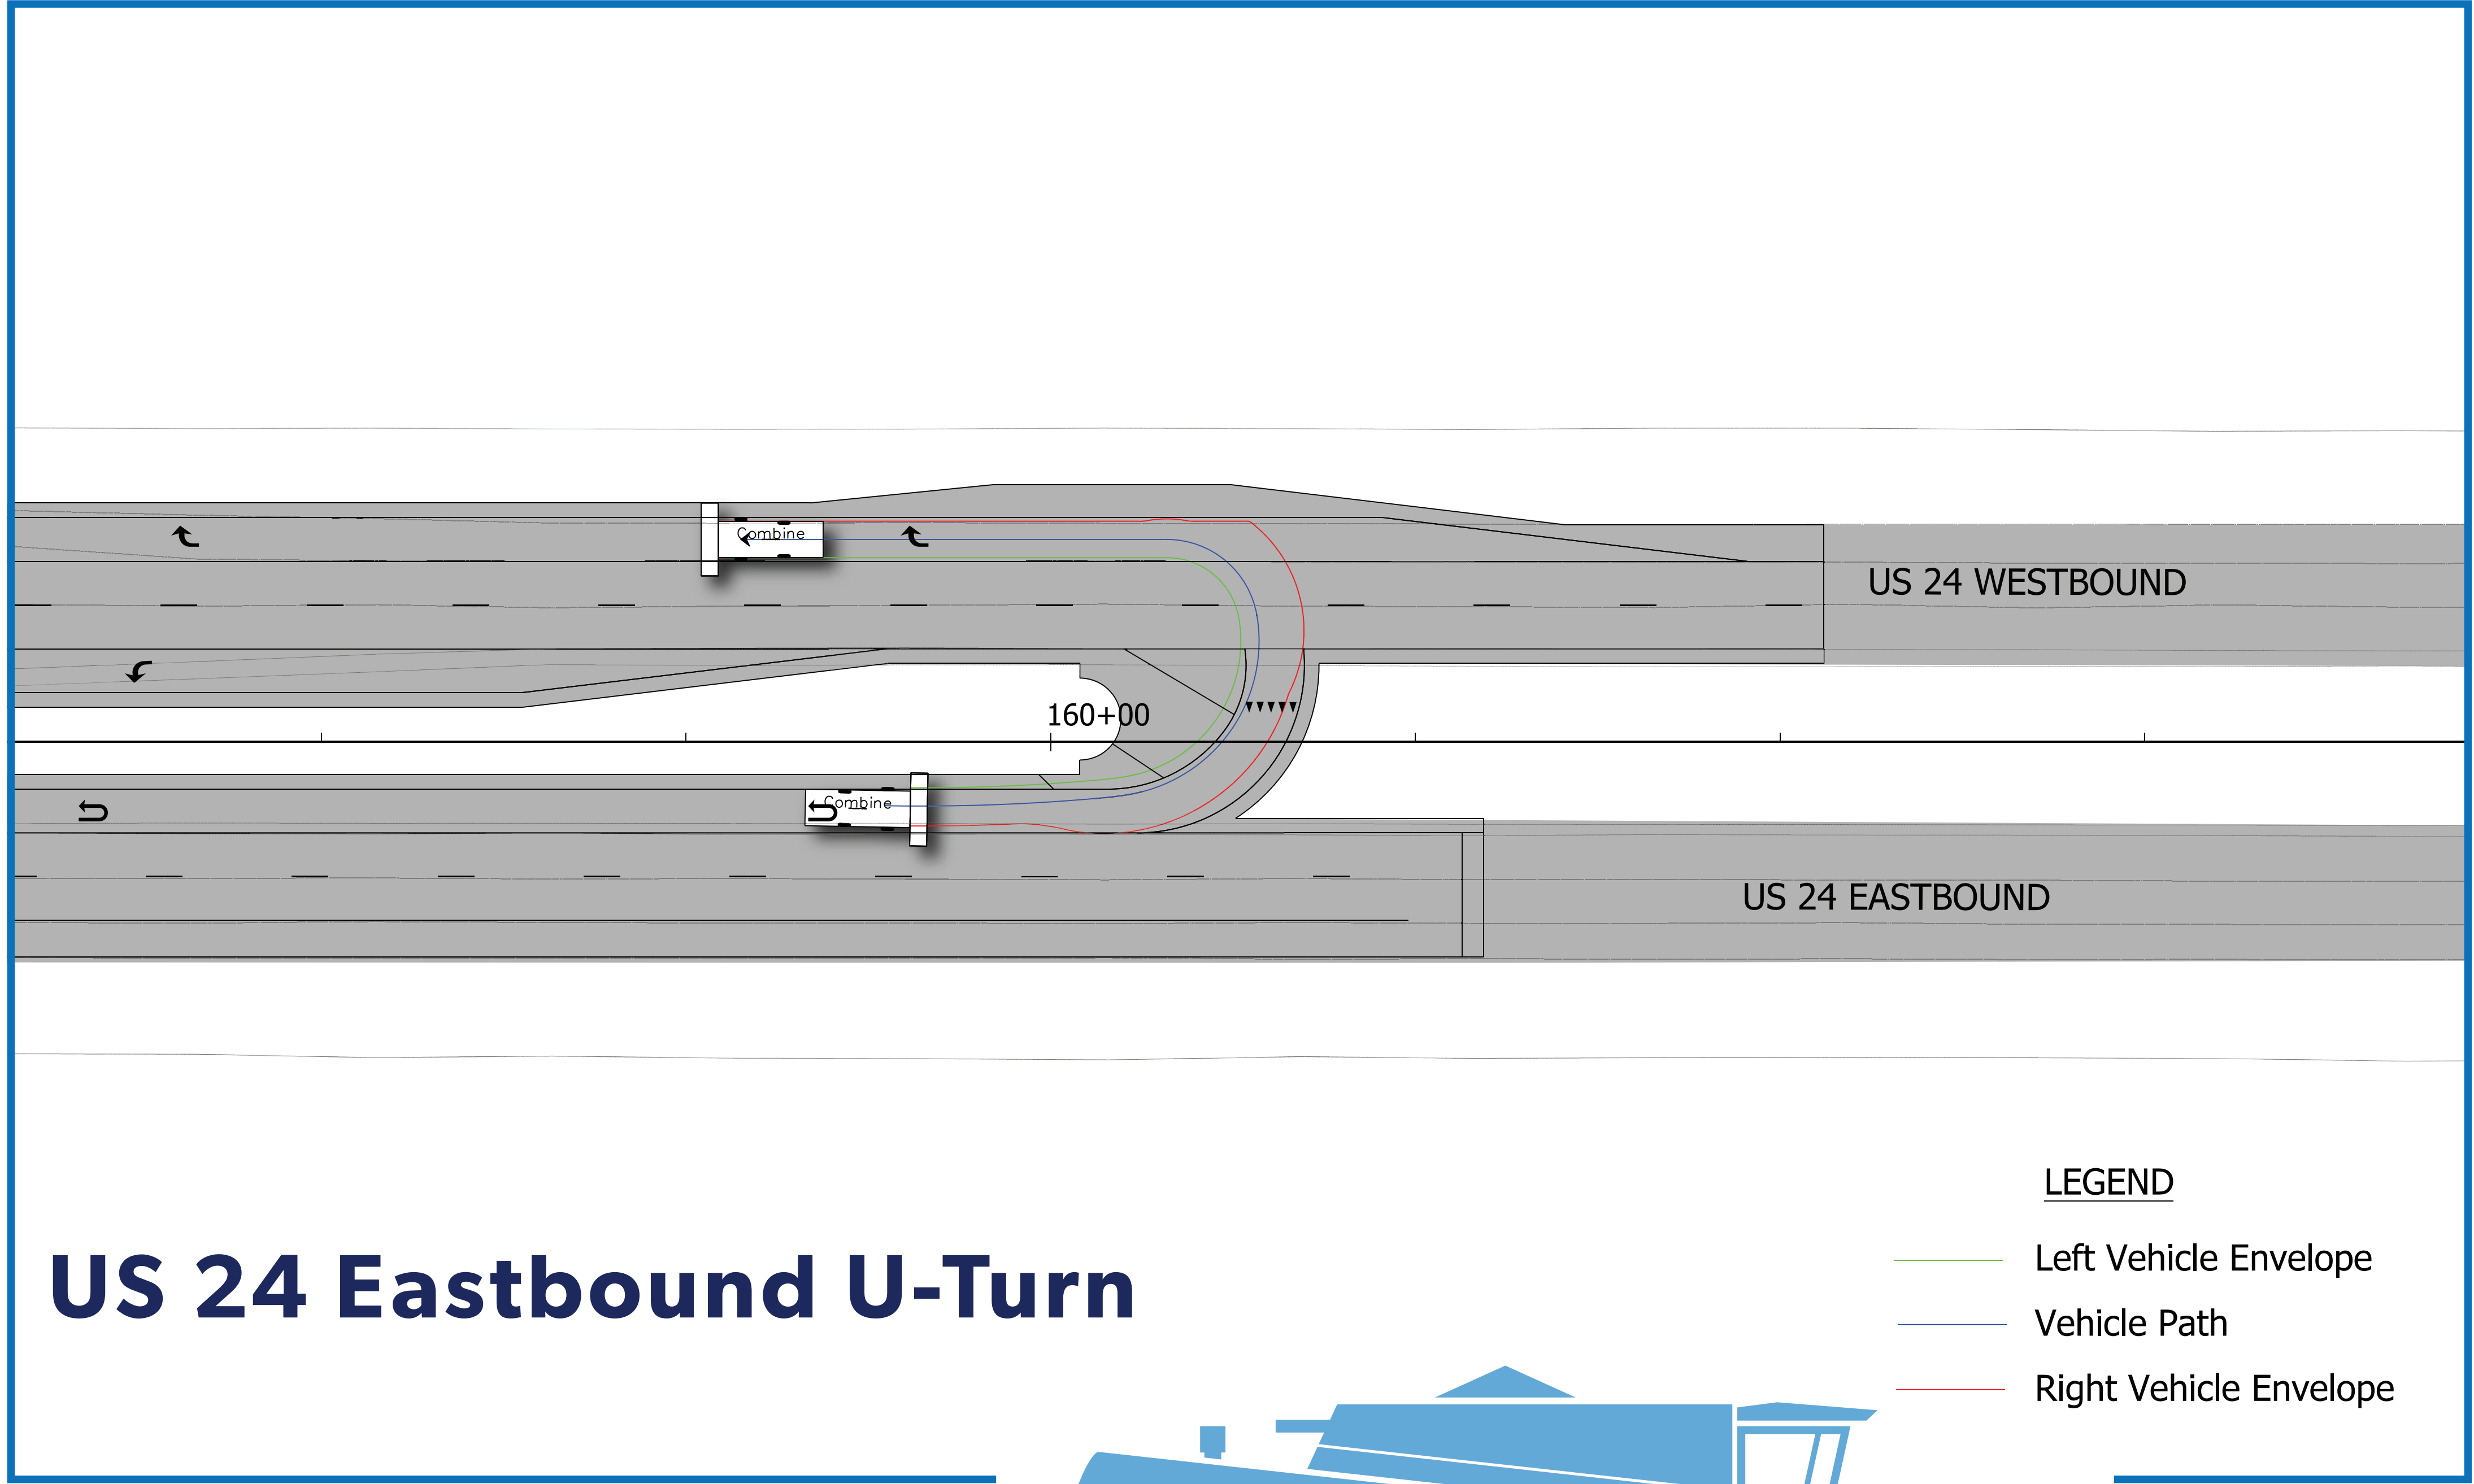 Combine
US 24 WESTBOUND
160+00
Combine
US 24 EASTBOUND
LEGEND
Left Vehicle Envelope
Vehicle Path
Right Vehicle Envelope
US 24 Eastbound U-Turn